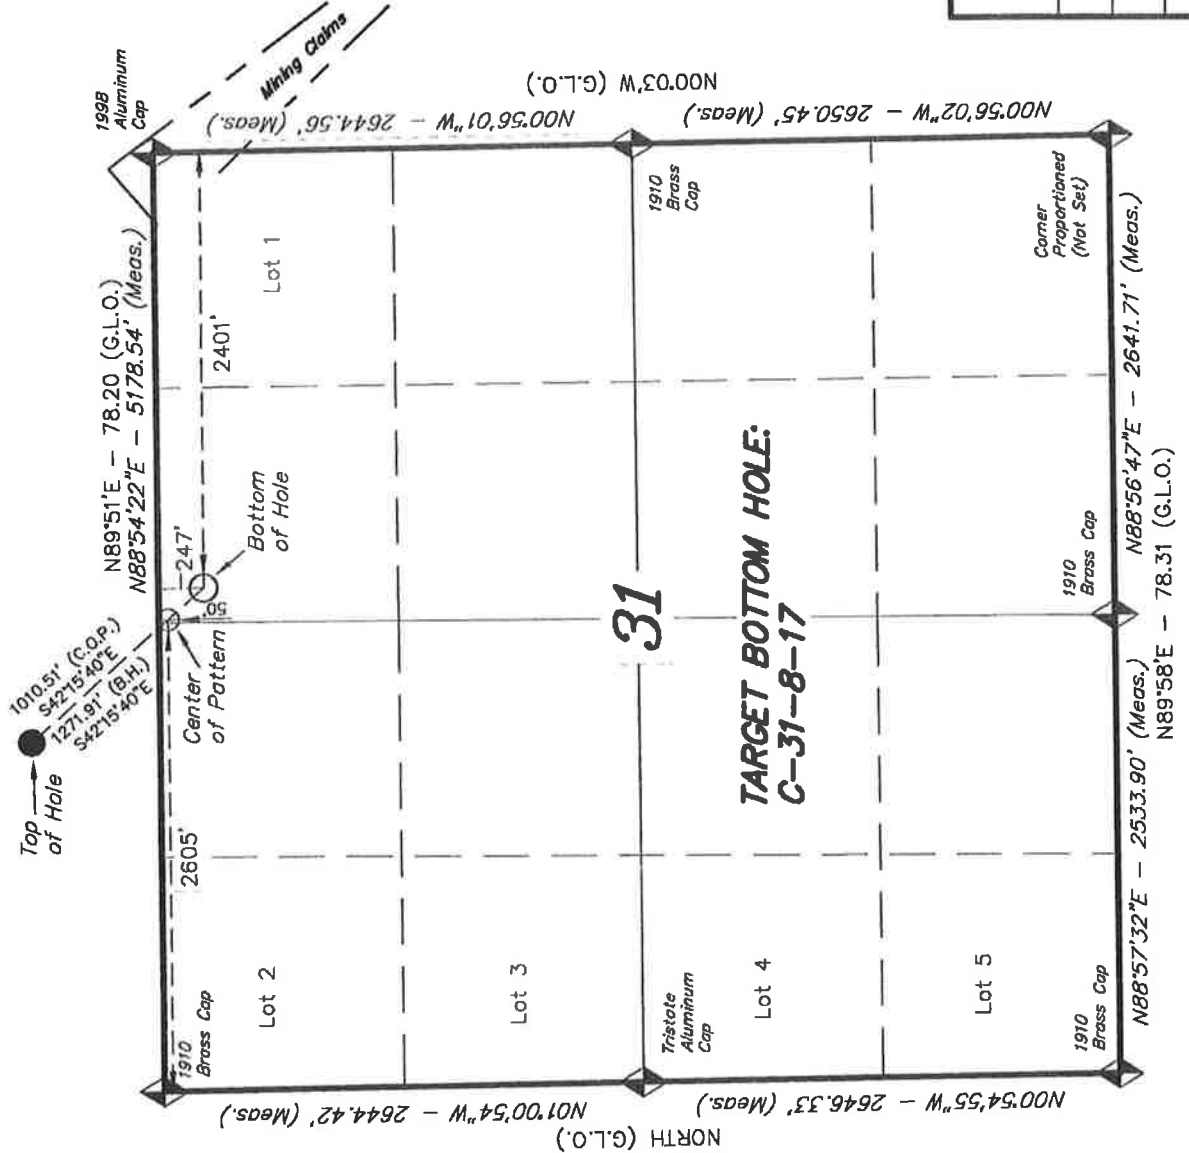 1998
Aluminum
Cap
Mining Claims
N89°51'E – 78.20 (G.L.O.)
N88°54'22"E – 5178.54' (Meas.)
1010.51' (C.O.P.)
S42°15'40"E
1271.91' (B.H.)
S42°15'40"E
Top
of Hole
Center
of Pattern
247'
50'
Bottom
of Hole
2605'
2401'
1910
Brass Cap
Lot 2
Lot 1
N01°00'54"W – 2644.42' (Meas.)
N00°56'01"W – 2644.56' (Meas.)
NORTH (G.L.O.)
N00°03'W (G.L.O.)
Lot 3
31
Tristate
Aluminum
Cap
1910
Brass
Cap
Lot 4
TARGET BOTTOM HOLE:
C–31–8–17
N00°54'55"W – 2646.33' (Meas.)
N00°56'02"W – 2650.45' (Meas.)
Lot 5
1910
Brass Cap
1910
Brass Cap
Corner
Proportioned
(Not Set)
N88°57'32"E – 2533.90' (Meas.)
N88°56'47"E – 2641.71' (Meas.)
N89°58'E – 78.31 (G.L.O.)